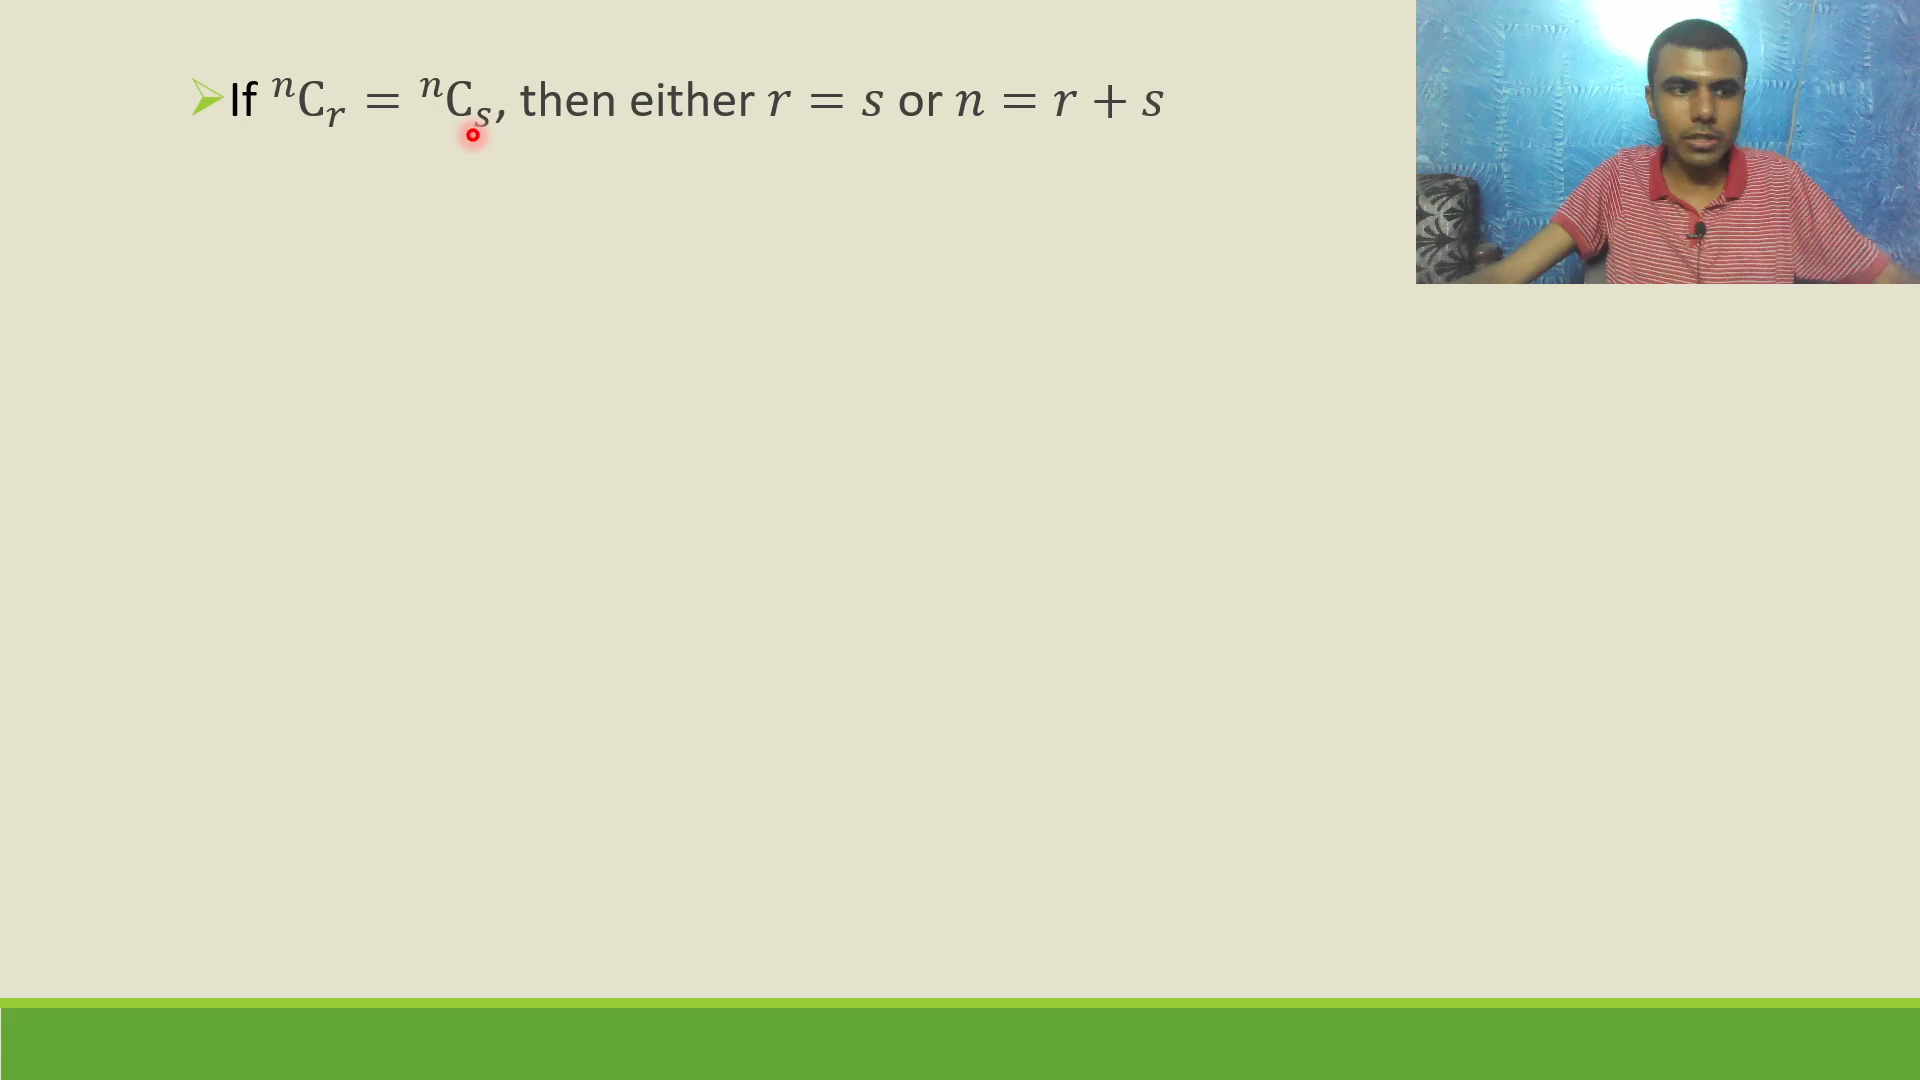 If ⁿCᵣ = ⁿCₛ, then either r = s or n = r + s